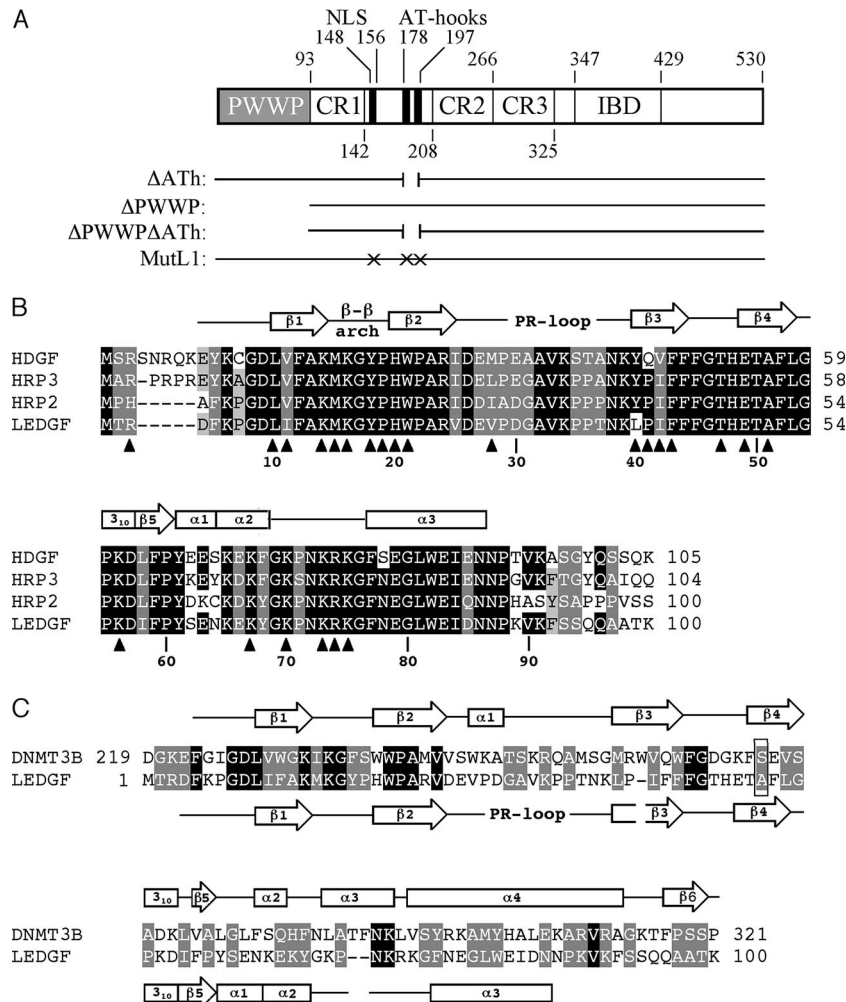 A
NLS AT-hooks
148 156 178 197
93 266 347 429 530
PWWP CR1 CR2 CR3 IBD
142 208 325
ΔATh:
ΔPWWP:
ΔPWWPΔATh:
MutL1:
B
β1 β-β arch β2 PR-loop β3 β4
HDGF MSRSNRQKEYKCGDLVFAKMKGYPHWPARIDEMPEAAVKSTANKYQVFFFGTHETAFLG 59
HRP3 MAR-PRPREYKAGDLVFAKMKGYPHWPARIDELPEGAVKPPANKYPIFFFGTHETAFLG 58
HRP2 MPH-----AFKPGDLVFAKMKGYPHWPARIDDIADGAVKPPPNKYPIFFFGTHETAFLG 54
LEDGF MTR-----DFKPGDLIFAKMKGYPHWPARVDEVPDGAVKPPTNKLPIFFFGTHETAFLG 54
10 20 30 40 50
3₁₀ β5 α1 α2 α3
HDGF PKDLFPYEESKEKFGKPNKRKGFSEGLWEIENNPTVKASGYQSSQK 105
HRP3 PKDLFPYKEYKDKFGKPNKRKGFNEGLWEIENNPGVKFTGYQAIQQ 104
HRP2 PKDLFPYDKCKDKYGKPNKRKGFNEGLWEIQNNPHASYSAPPPVSS 100
LEDGF PKDIFPYSENKEKYGKPNKRKGFNEGLWEIDNNPKVKFSSQQAATK 100
60 70 80 90
C
β1 β2 α1 β3 β4
DNMT3B 219 DGKEFGIGDLVWGKIKGFSWWPAMVVSWKATSKRQAMSGMRWVQWFGDGKFSEVS
LEDGF 1 MTRDFKPGDLIFAKMKGYPHWPARVDEVPDGAVKPPTNKLP-IFFFGTHETAFLG
β1 β2 PR-loop β3 β4
3₁₀ β5 α2 α3 α4 β6
DNMT3B ADKLVALGLFSQHFNLATFNKLVSYRKAMYHALEKARVRAGKTFPSSP 321
LEDGF PKDIFPYSENKEKYGKP--NKRKGFNEGLWEIDNNPKVKFSSQQAATK 100
3₁₀ β5 α1 α2 α3